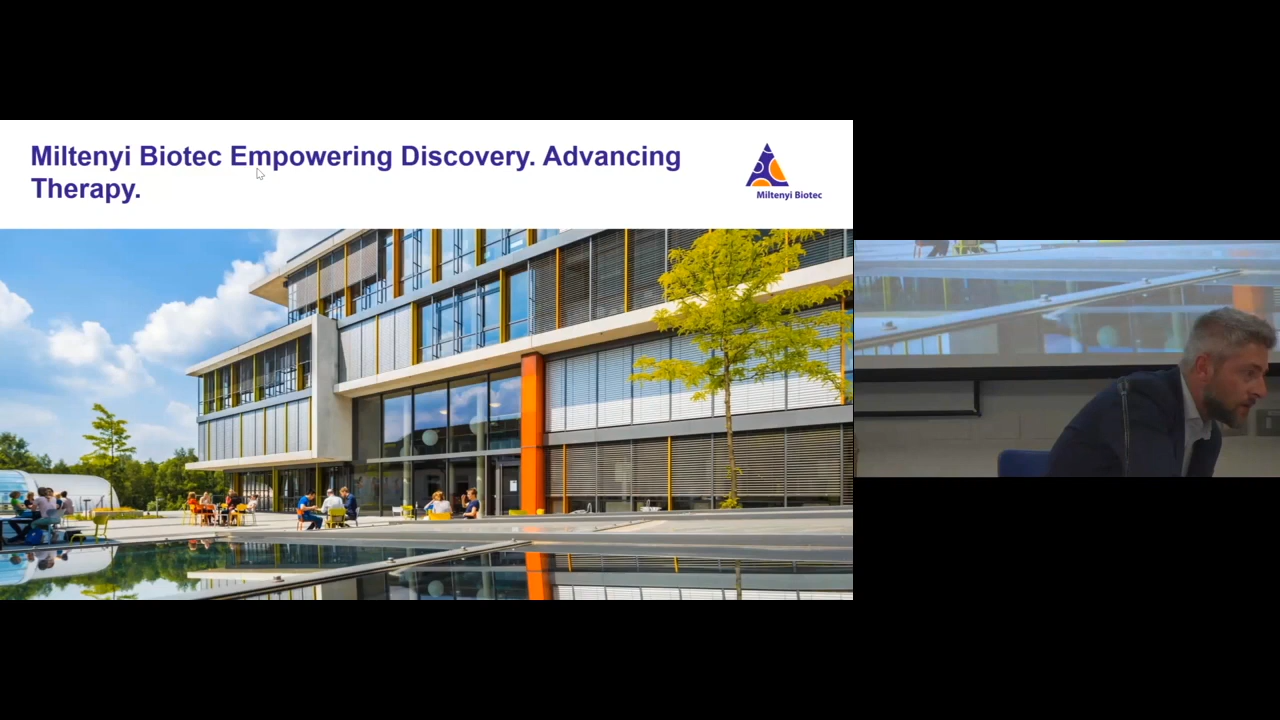 Miltenyi Biotec Empowering Discovery. Advancing
Therapy.
Miltenyi Biotec